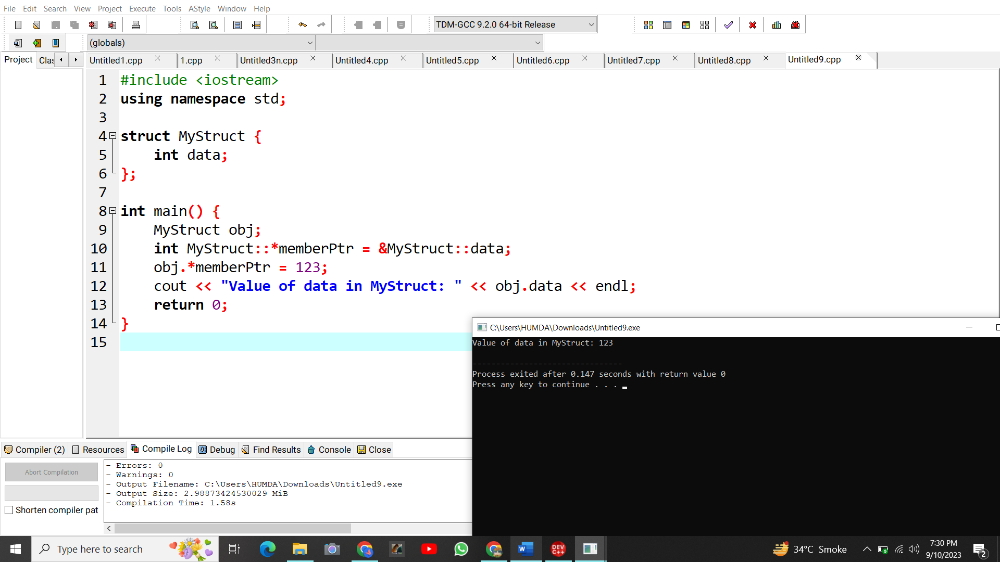 File Edit Search View Project Execute Tools AStyle Window Help
TDM-GCC 9.2.0 64-bit Release
(globals)
Project Clas Untitled1.cpp 1.cpp Untitled3n.cpp Untitled4.cpp Untitled5.cpp Untitled6.cpp Untitled7.cpp Untitled8.cpp Untitled9.cpp
1 #include <iostream>
2 using namespace std;
3
4 struct MyStruct {
5 int data;
6 };
7
8 int main() {
9 MyStruct obj;
10 int MyStruct::*memberPtr = &MyStruct::data;
11 obj.*memberPtr = 123;
12 cout << "Value of data in MyStruct: " << obj.data << endl;
13 return 0;
14 }
15
C:\Users\HUMDA\Downloads\Untitled9.exe
Value of data in MyStruct: 123
--------------------------------
Process exited after 0.147 seconds with return value 0
Press any key to continue . . .
Compiler (2) Resources Compile Log Debug Find Results Console Close
Abort Compilation
Shorten compiler pat
- Errors: 0
- Warnings: 0
- Output Filename: C:\Users\HUMDA\Downloads\Untitled9.exe
- Output Size: 2.98873424530029 MiB
- Compilation Time: 1.58s
Type here to search
DEV C++
34°C Smoke
7:30 PM
9/10/2023
2